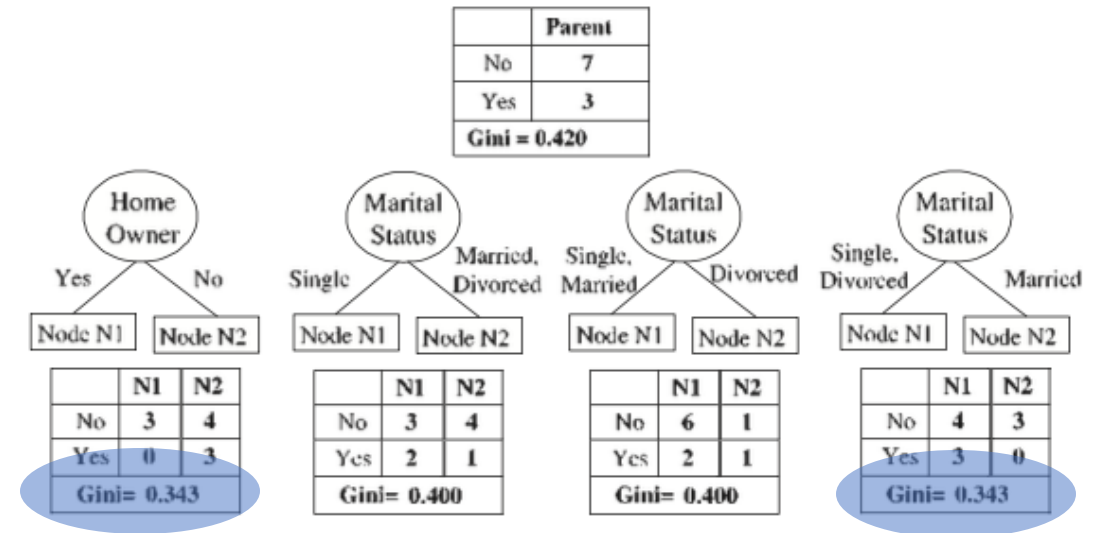 Parent
No 7
Yes 3
Gini = 0.420
Home
Owner
Yes No
Node N1 Node N2
N1 N2
No 3 4
Yes 0 3
Gini= 0.343
Marital
Status
Single
Married,
Divorced
Node N1 Node N2
N1 N2
No 3 4
Yes 2 1
Gini= 0.400
Marital
Status
Single,
Married
Divorced
Node N1 Node N2
N1 N2
No 6 1
Yes 2 1
Gini= 0.400
Marital
Status
Single,
Divorced
Married
Node N1 Node N2
N1 N2
No 4 3
Yes 3 0
Gini= 0.343